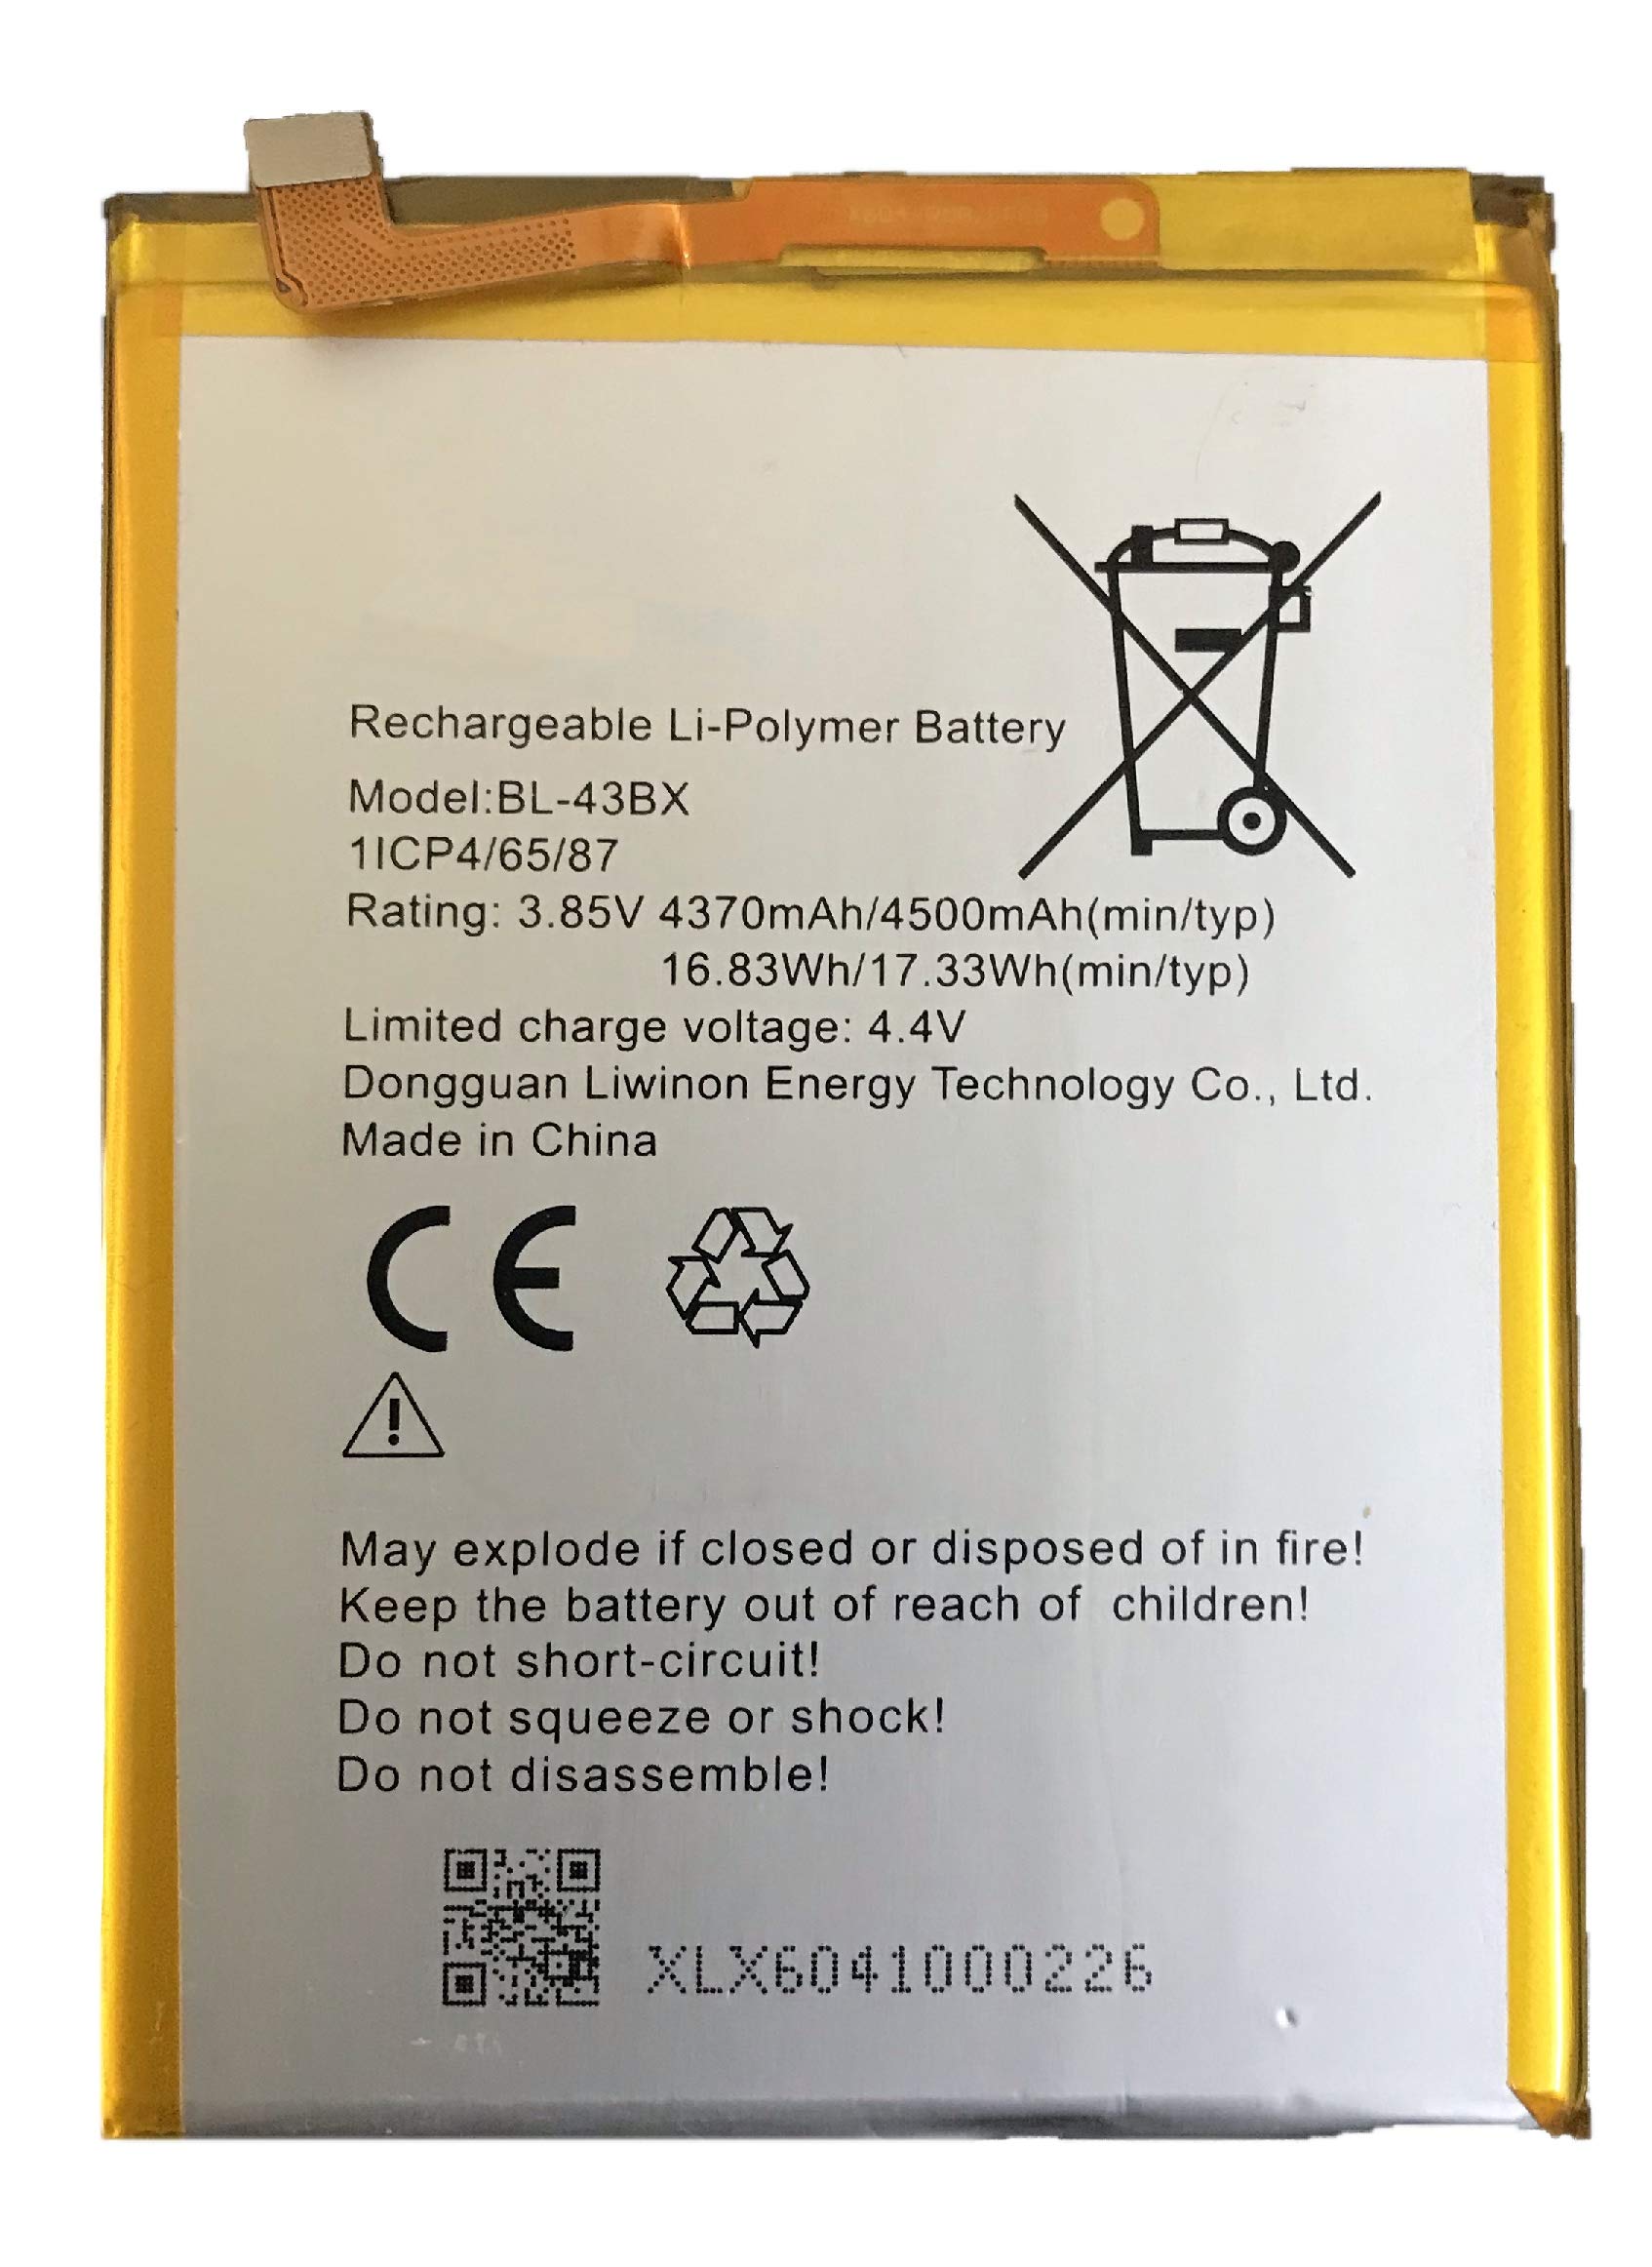 Rechargeable Li-Polymer Battery
Model:BL-43BX
1ICP4/65/87
Rating: 3.85V 4370mAh/4500mAh(min/typ)
16.83Wh/17.33Wh(min/typ)
Limited charge voltage: 4.4V
Dongguan Liwinon Energy Technology Co., Ltd.
Made in China
CE
May explode if closed or disposed of in fire!
Keep the battery out of reach of children!
Do not short-circuit!
Do not squeeze or shock!
Do not disassemble!
XLX6041000226